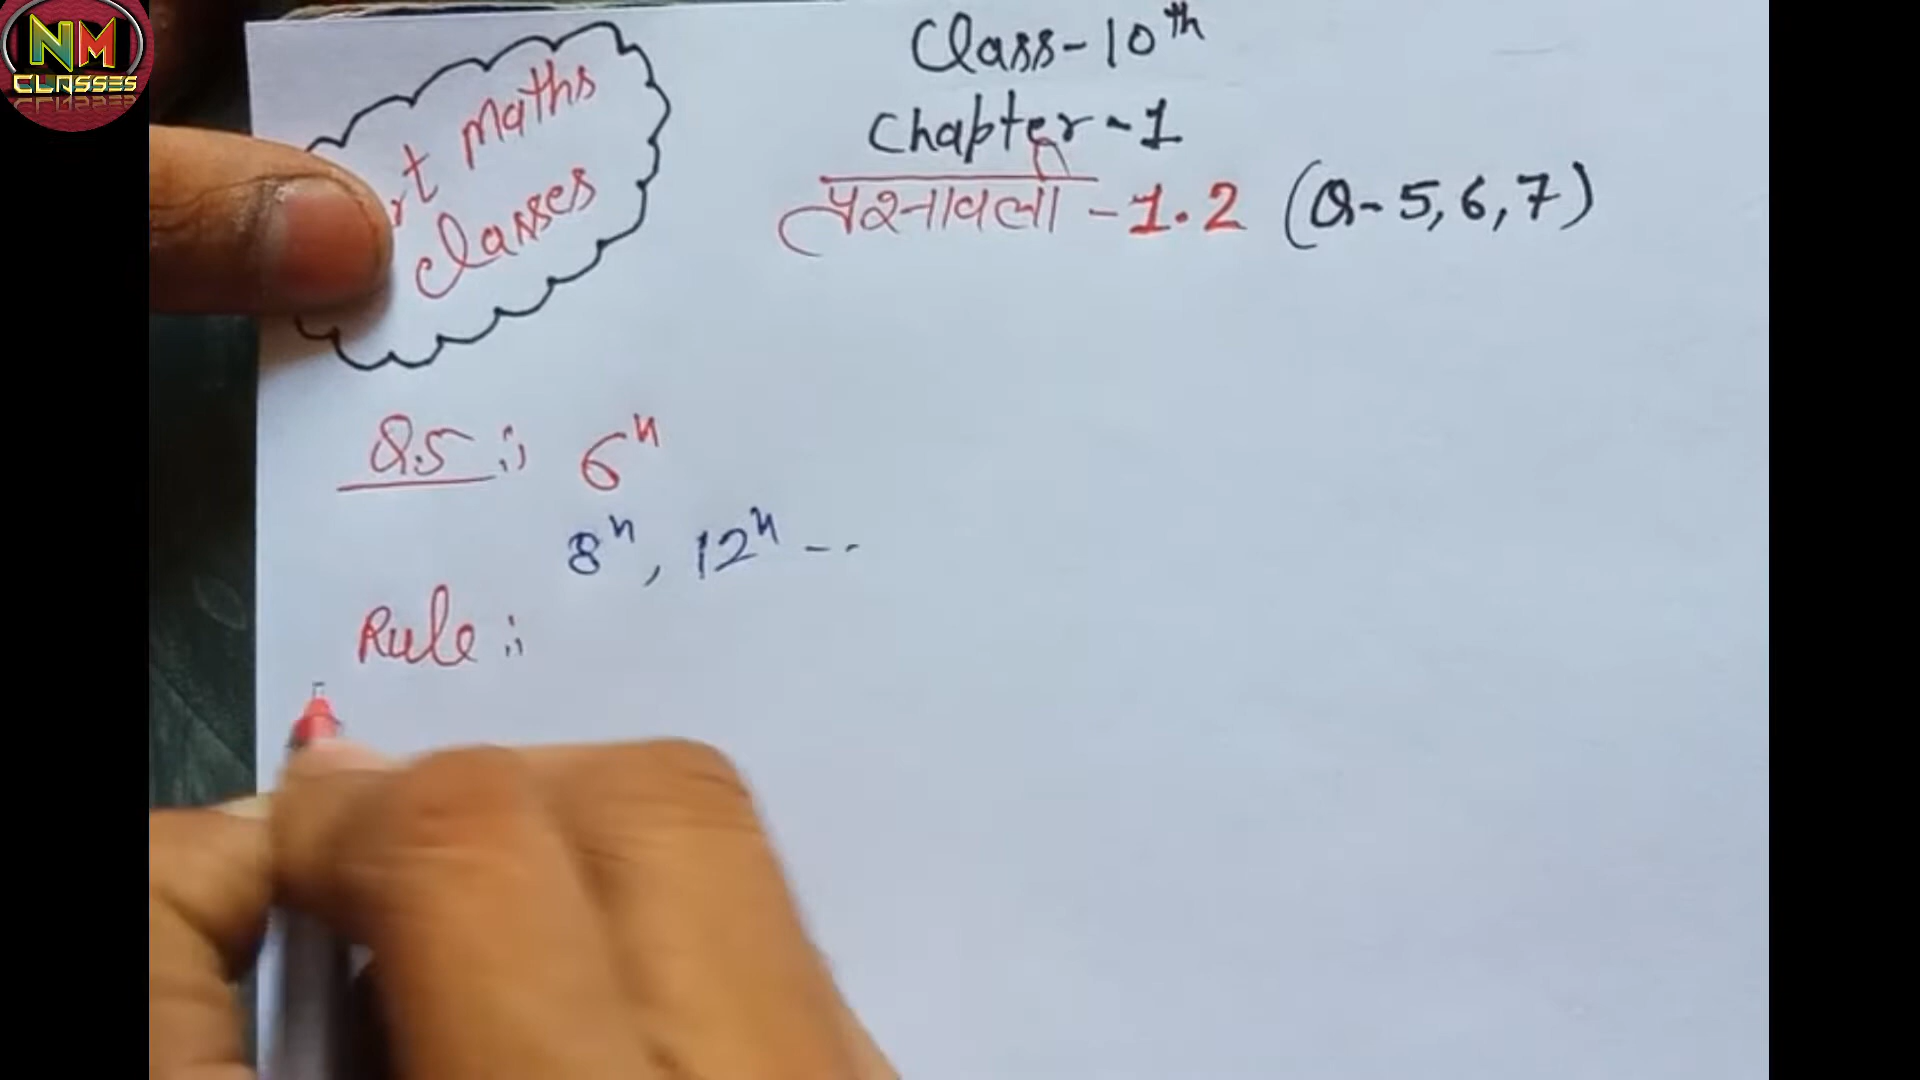 NM
CLASSES
maths
classes
Class-10th
Chapter-1
प्रश्नावली-1.2 (Q-5,6,7)
Q.5 :- 6ⁿ
8ⁿ, 12ⁿ --
Rule :-